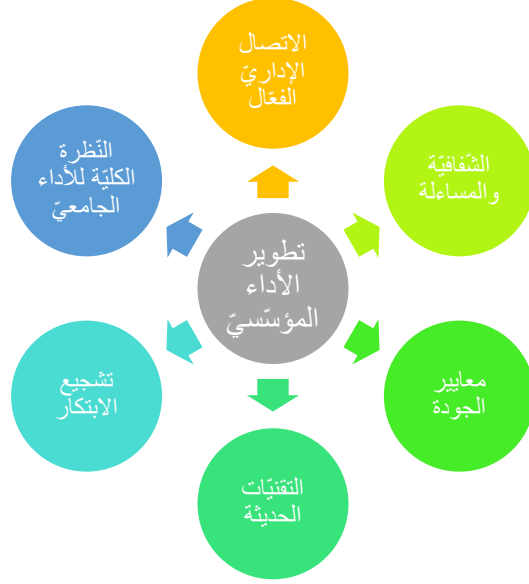 الاتصال
الإداريّ
الفعّال
الشّفافيّة
والمساءلة
معايير
الجودة
التقنيّات
الحديثة
تشجيع
الابتكار
النّظرة
الكليّة للأداء
الجامعيّ
تطوير
الأداء
المؤسّسيّ